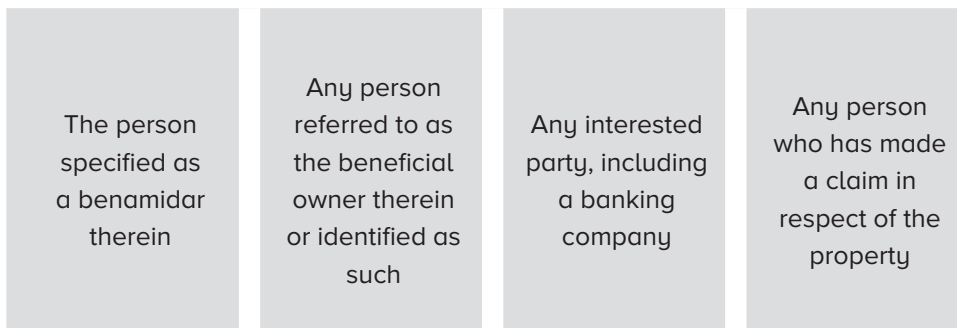 The person
specified as
a benamidar
therein
Any person
referred to as
the beneficial
owner therein
or identified as
such
Any interested
party, including
a banking
company
Any person
who has made
a claim in
respect of the
property